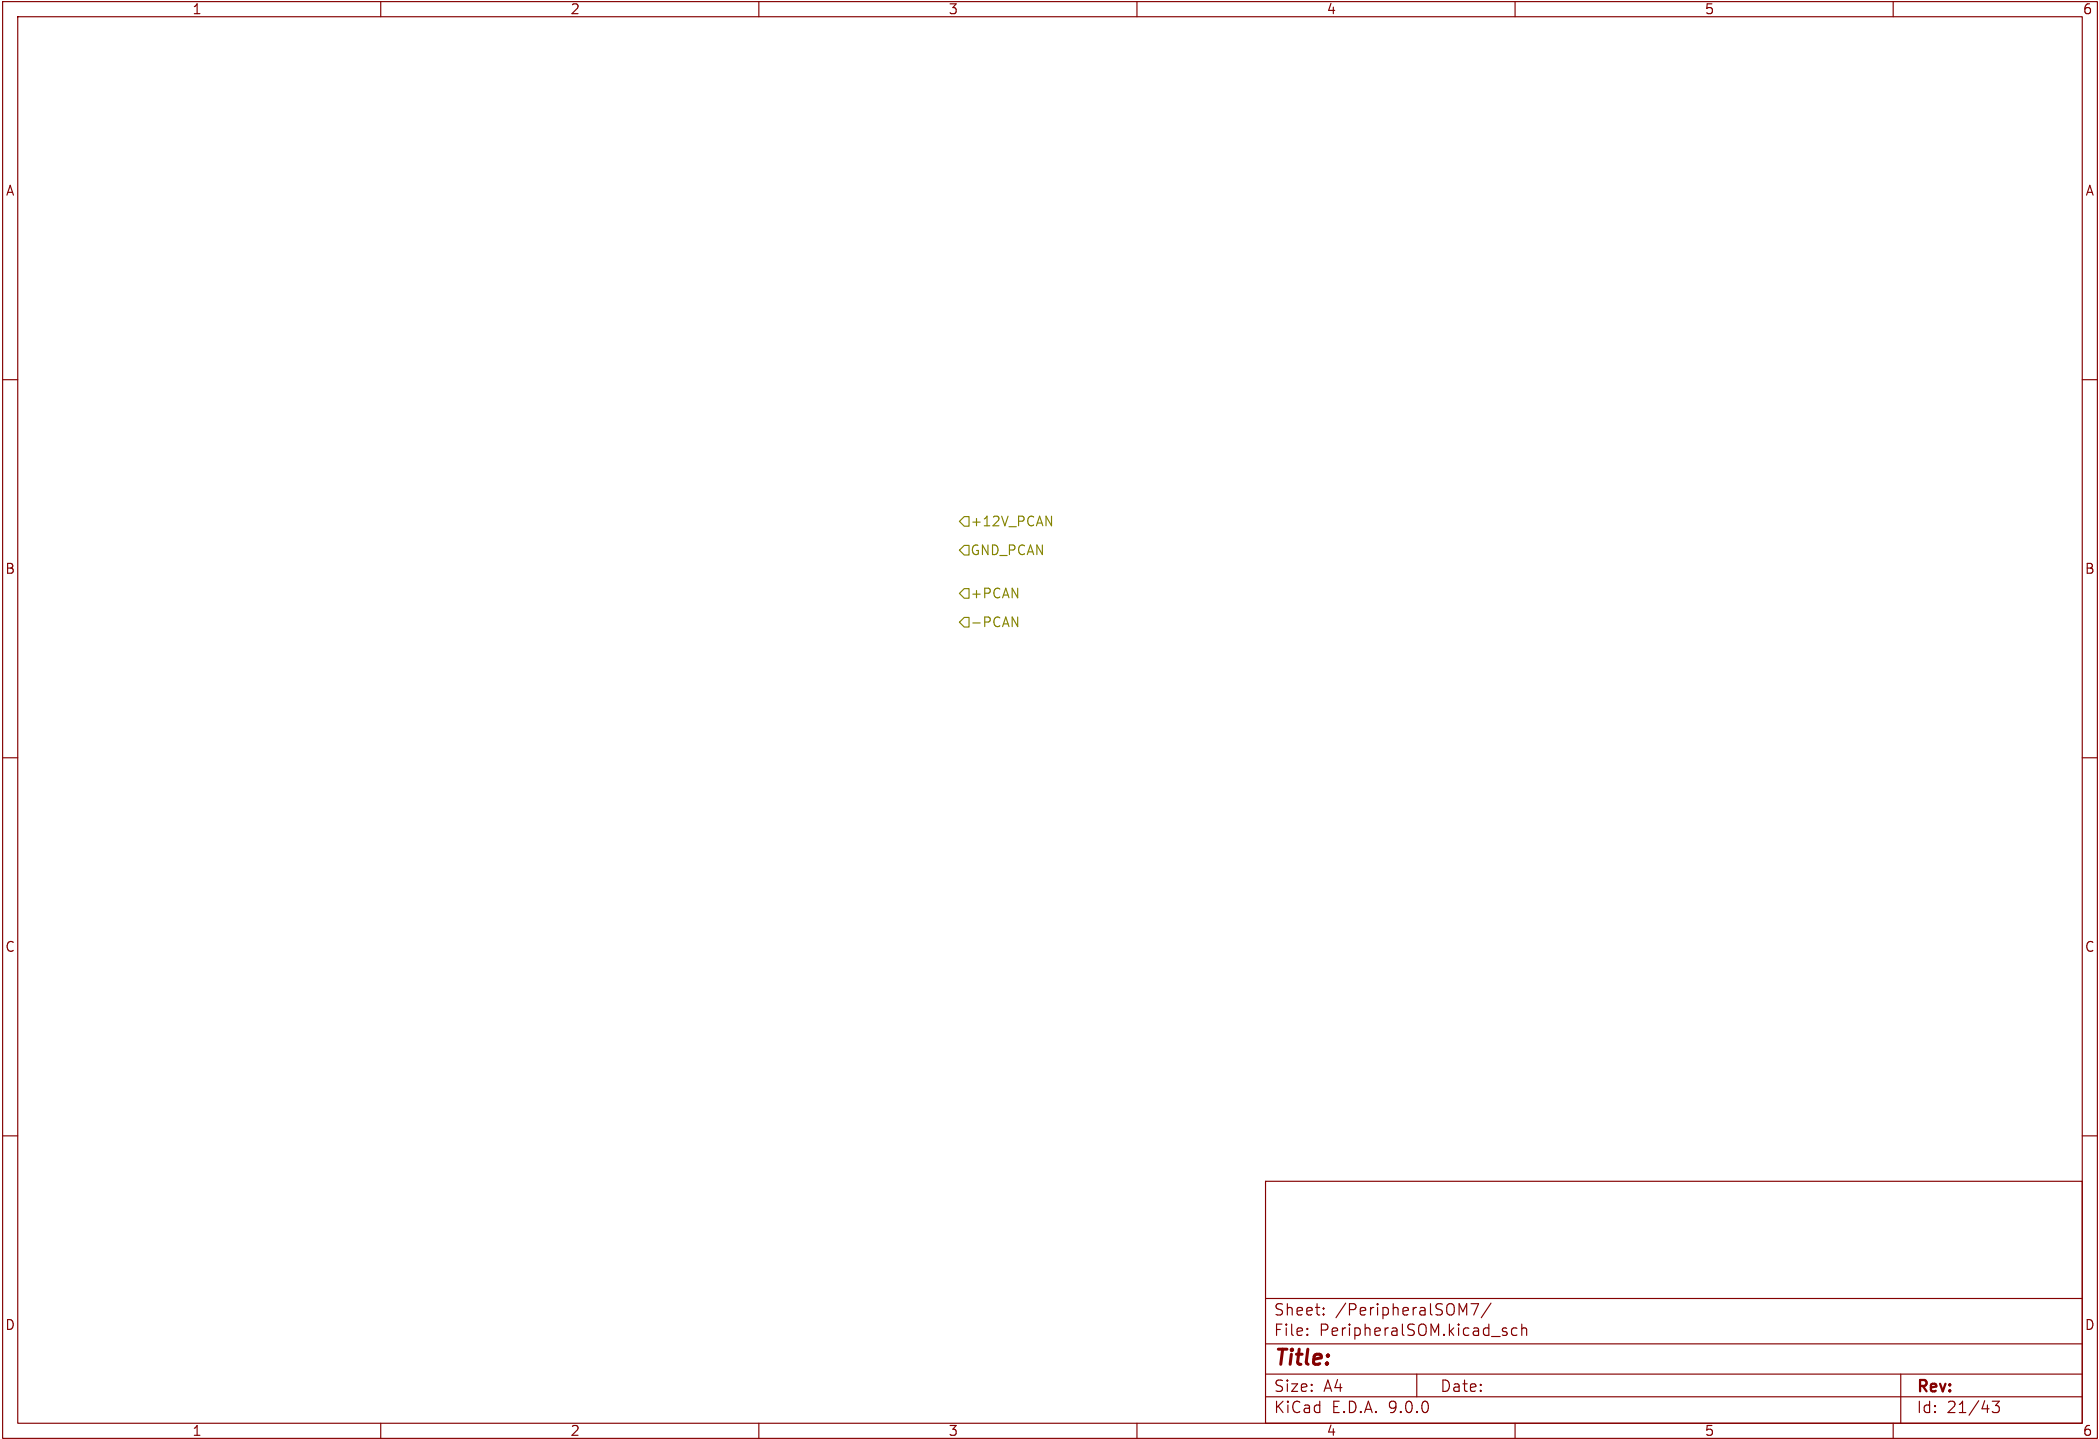 1 2 3 4 5 6
A A
+12V_PCAN
GND_PCAN
B B
+PCAN
-PCAN
C C
Sheet: /PeripheralSOM7/
D D
File: PeripheralSOM.kicad_sch
Title:
Size: A4 Date: Rev:
KiCad E.D.A. 9.0.0 Id: 21/43
1 2 3 4 5 6